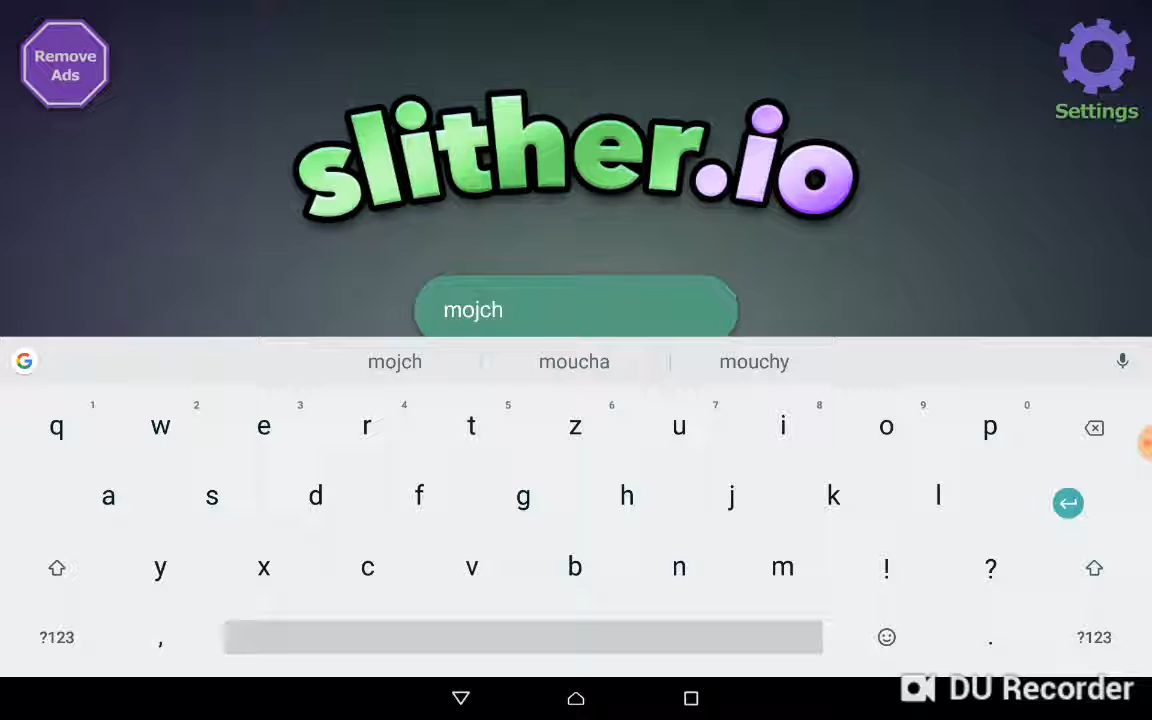 Remove
Ads
Settings
slither.io
mojch
G
mojch moucha mouchy
1 2 3 4 5 6 7 8 9 0
q w e r t z u i o p
a s d f g h j k l
y x c v b n m ! ?
?123 , . ?123
DU Recorder